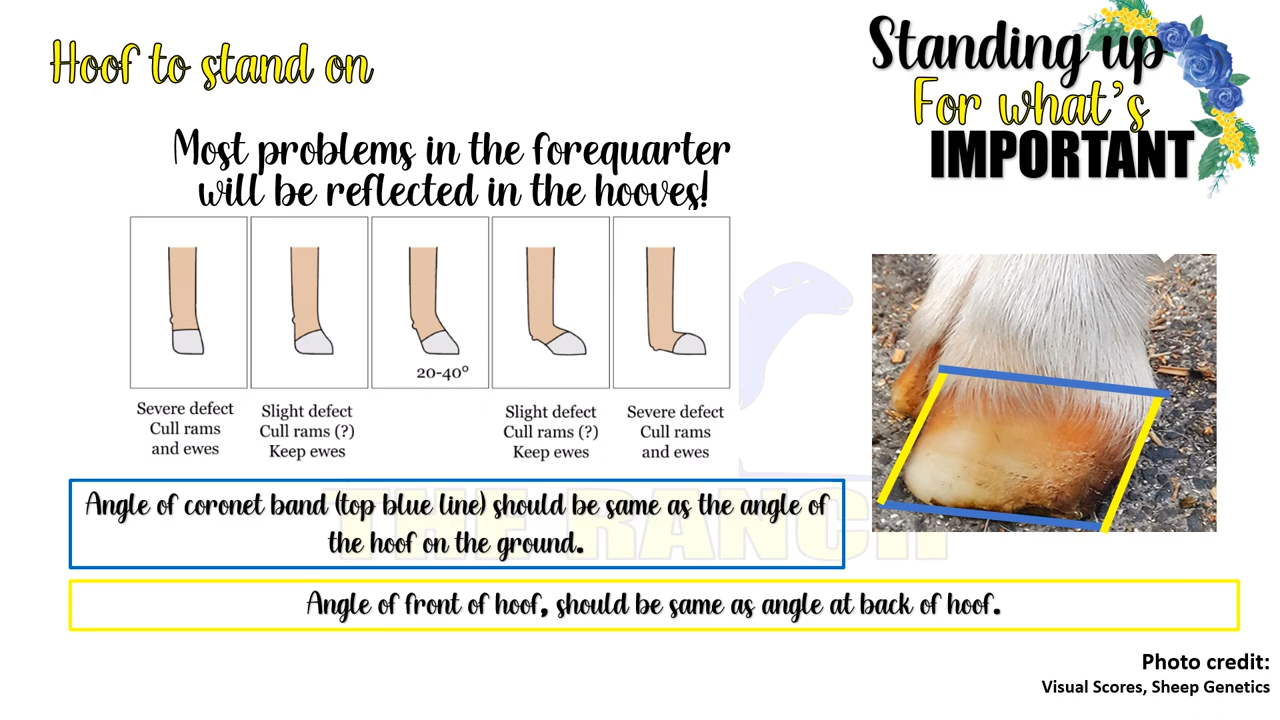 Hoof to stand on
Standing up
For what's
IMPORTANT
Most problems in the forequarter
will be reflected in the hooves!
20-40°
Severe defect
Cull rams
and ewes
Slight defect
Cull rams (?)
Keep ewes
Slight defect
Cull rams (?)
Keep ewes
Severe defect
Cull rams
and ewes
THE RANCH
Angle of coronet band (top blue line) should be same as the angle of
the hoof on the ground.
Angle of front of hoof, should be same as angle at back of hoof.
Photo credit:
Visual Scores, Sheep Genetics